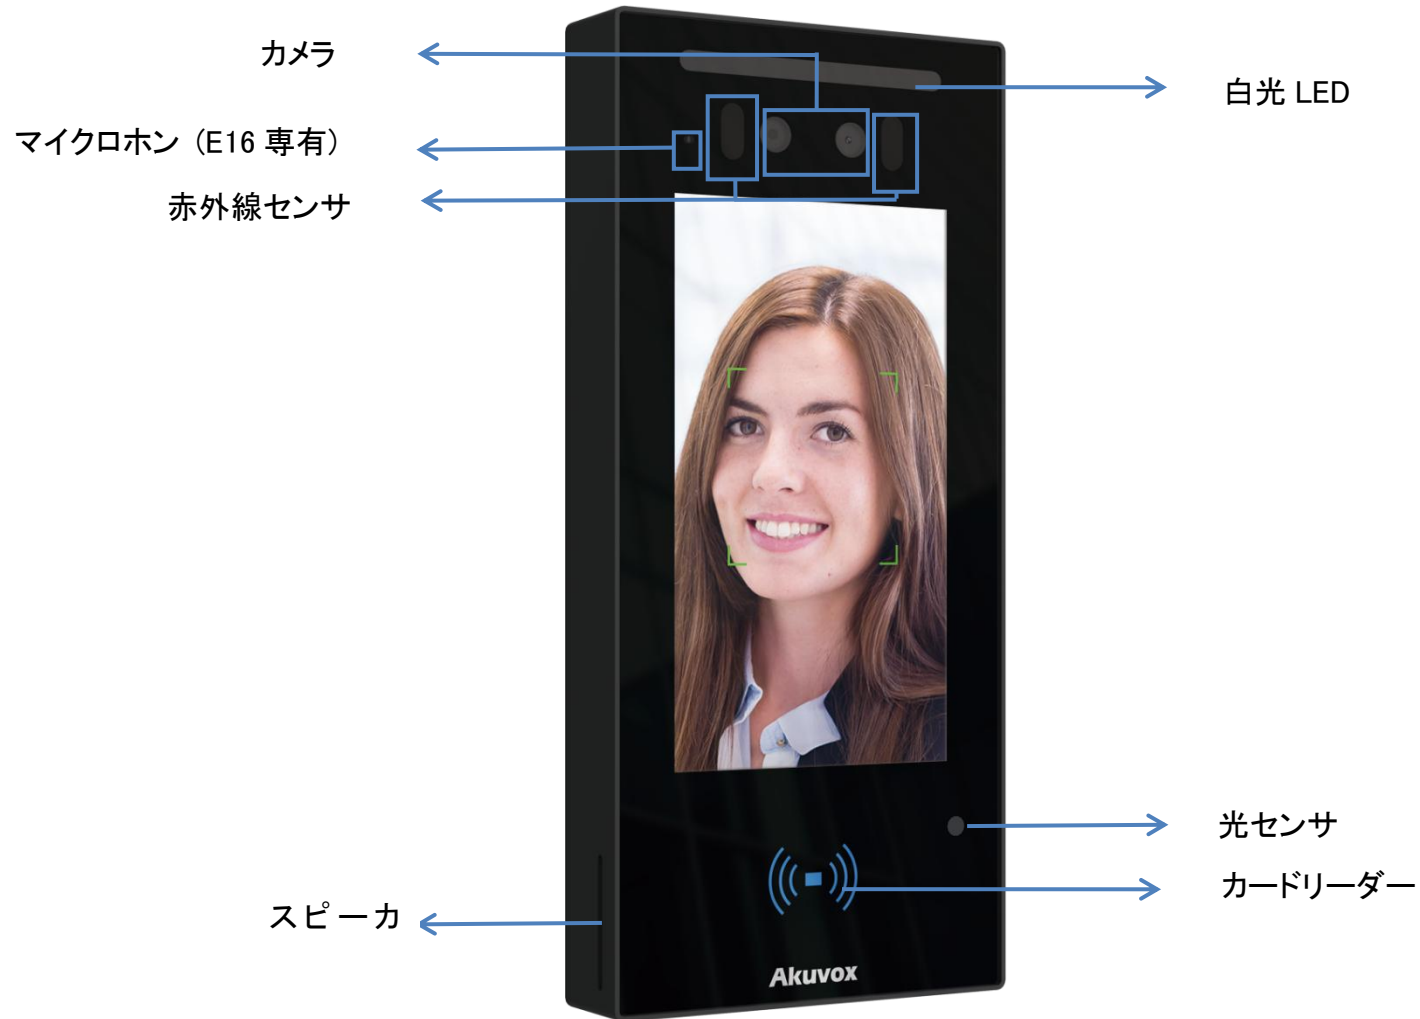 カメラ
白光 LED
マイクロホン（E16 専有）
赤外線センサ
光センサ
カードリーダー
スピーカ
Akuvox